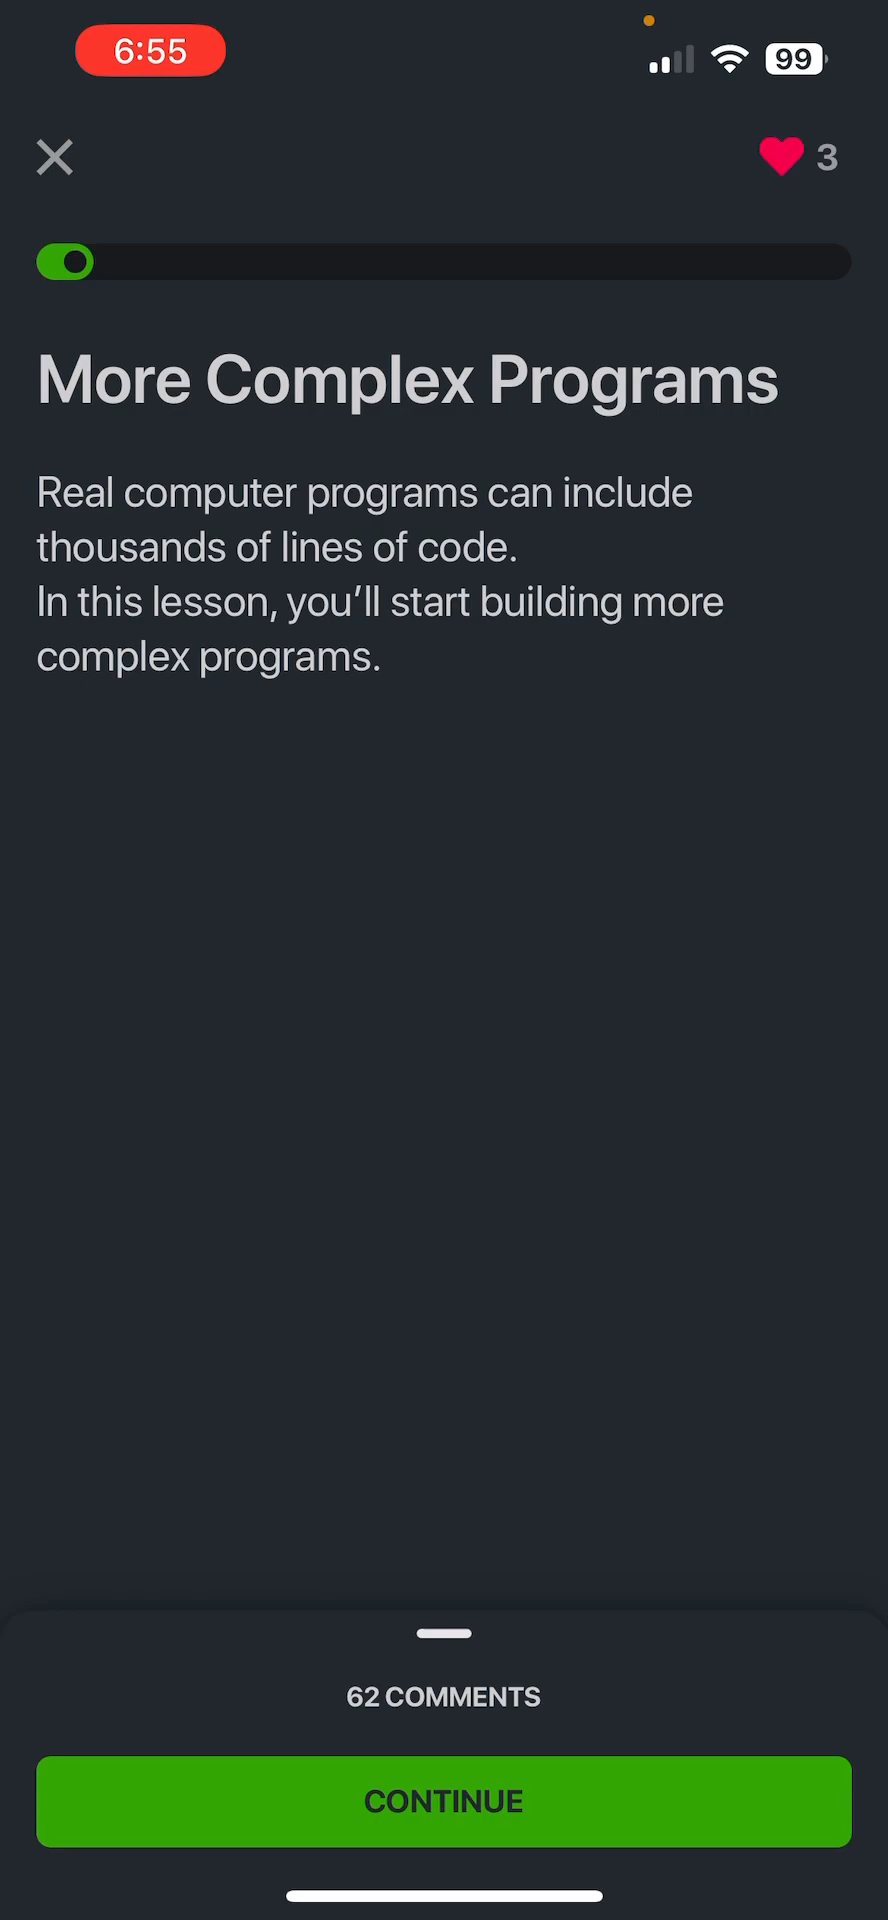 6:55
99
3
More Complex Programs
Real computer programs can include
thousands of lines of code.
In this lesson, you’ll start building more
complex programs.
62 COMMENTS
CONTINUE